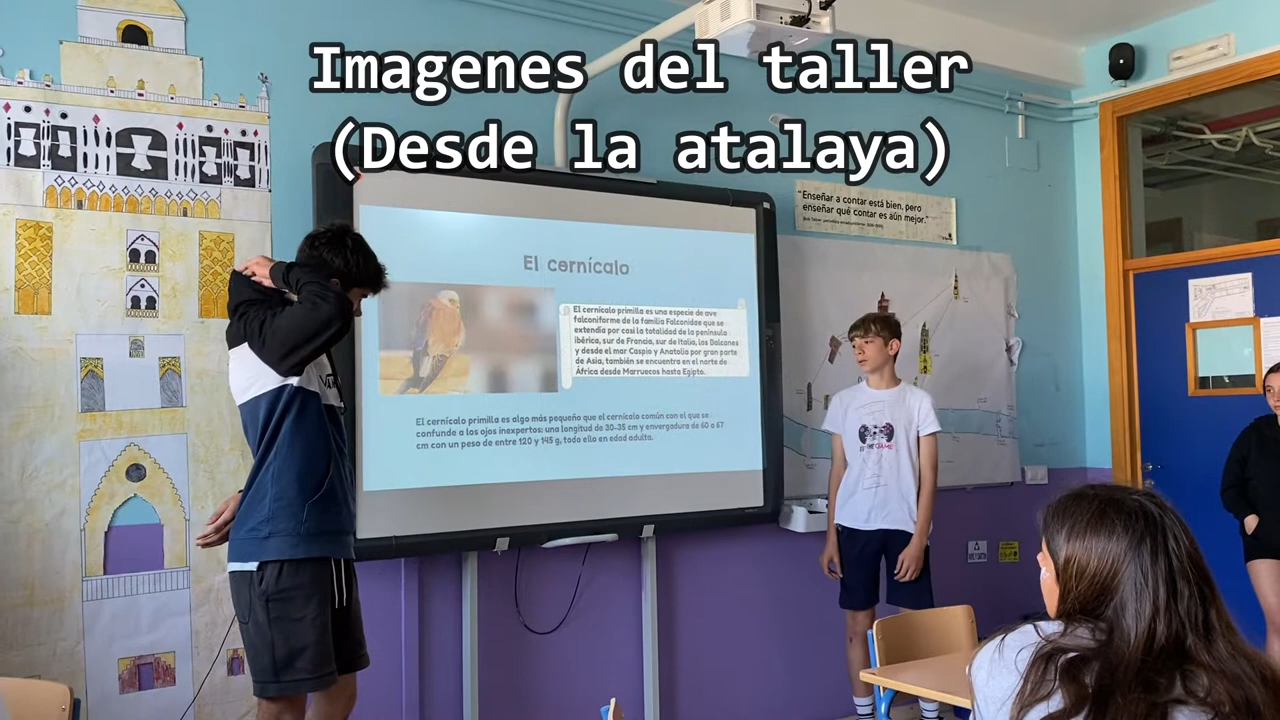 Imagenes del taller
(Desde la atalaya)
"Enseñar a contar está bien, pero
enseñar qué contar es aún mejor."
El cernícalo
El cernícalo primilla es una especie de ave
falconiforme de la familia Falconidae que se
extendía por casi la totalidad de la península
ibérica, sur de Francia, sur de Italia, los Balcanes
y desde el mar Caspio y Anatolia por gran parte
de Asia, también se encuentra en el norte de
África desde Marruecos hasta Egipto.
El cernícalo primilla es algo más pequeño que el cernícalo común con el que se
confunde a los ojos inexpertos: una longitud de 30-35 cm y envergadura de 60 a 67
cm con un peso de entre 120 y 145 g, todo ello en edad adulta.